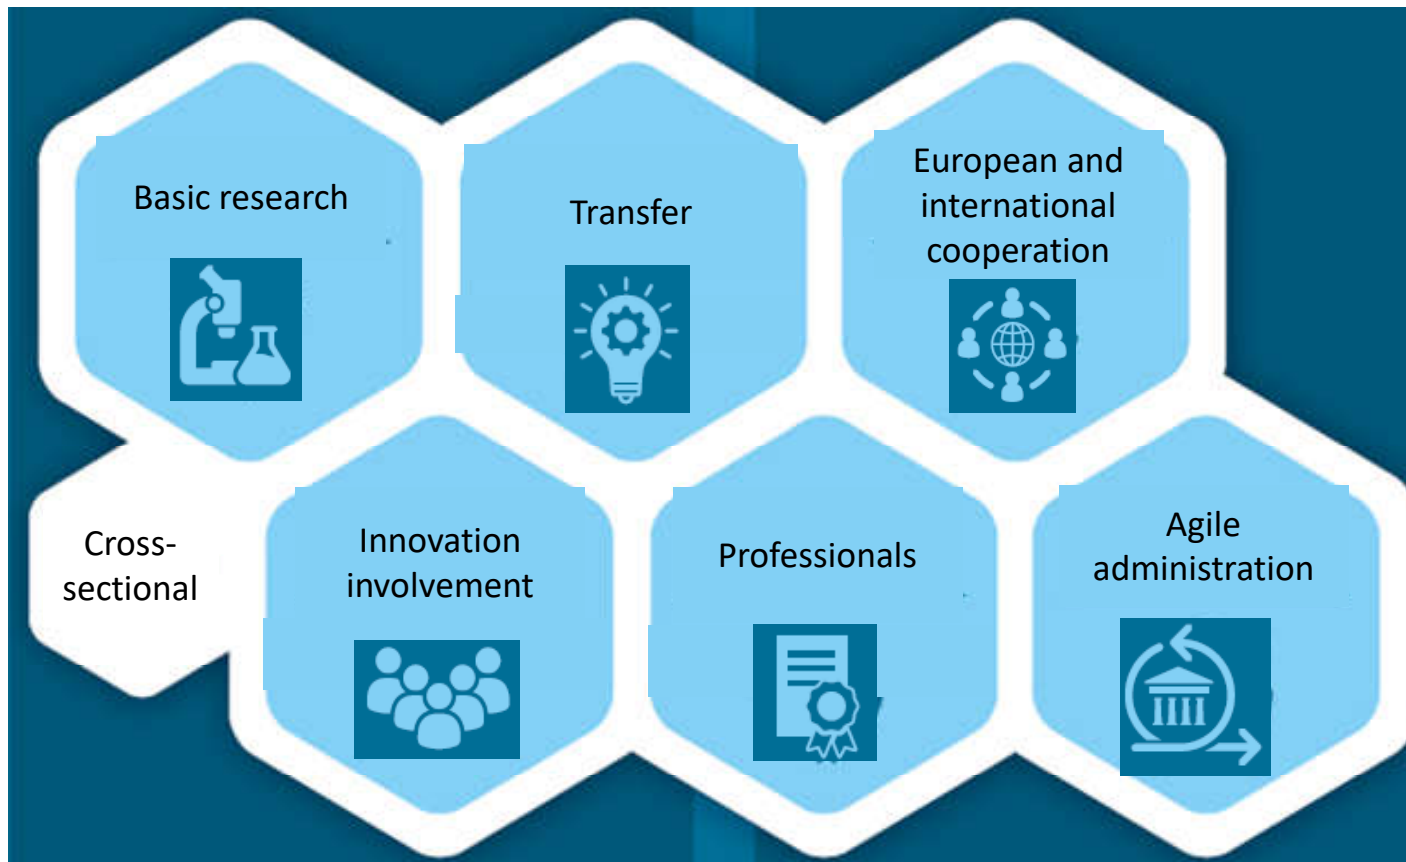 Basic research
Transfer
European and
international
cooperation
Cross-
sectional
Innovation
involvement
Professionals
Agile
administration